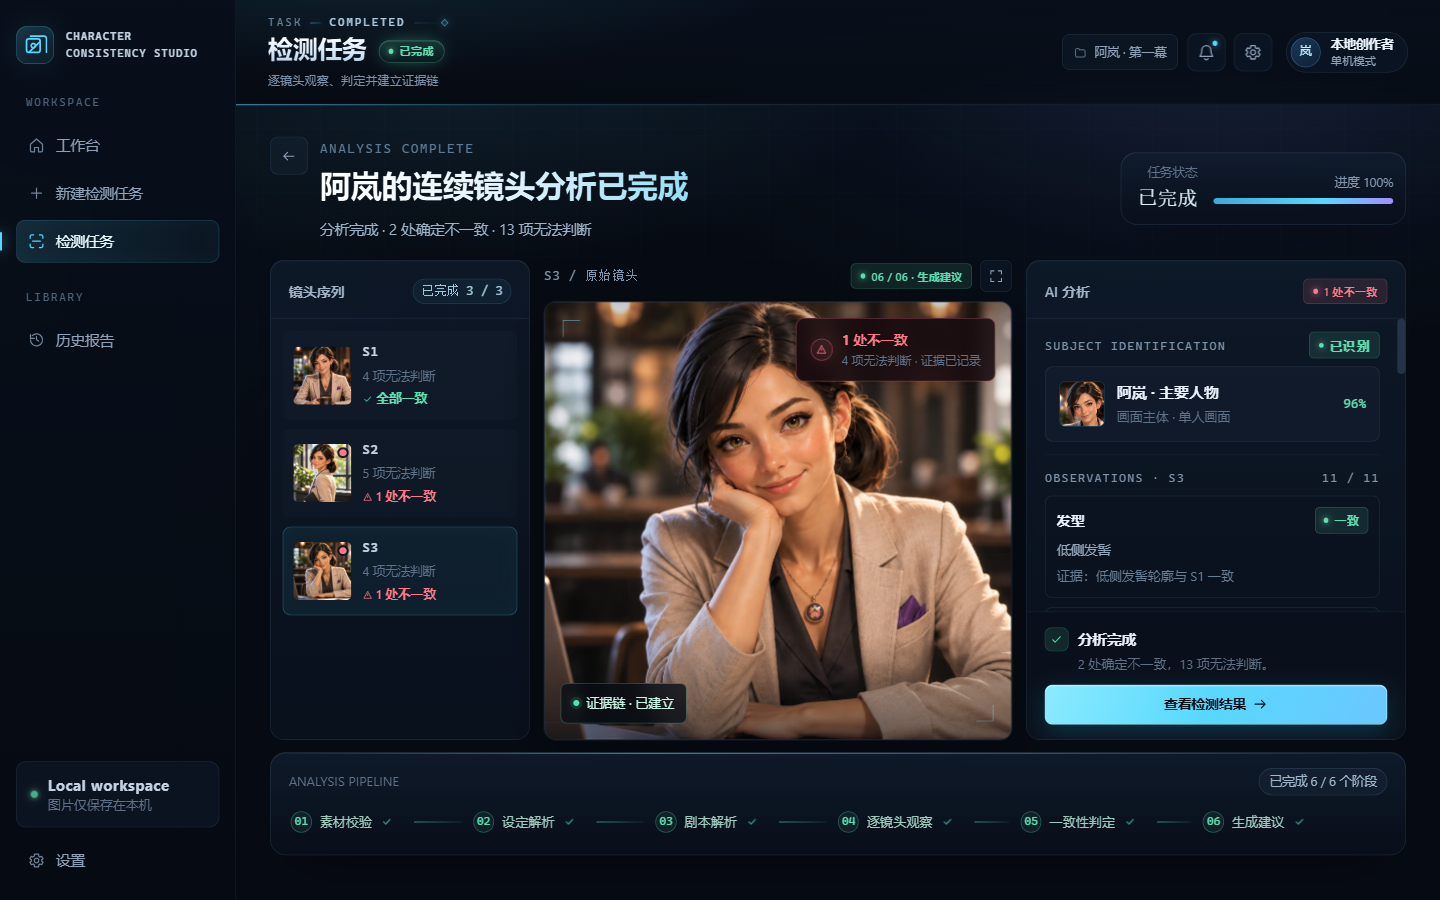 CHARACTER
CONSISTENCY STUDIO
WORKSPACE
工作台
新建检测任务
检测任务
LIBRARY
历史报告
Local workspace
图片仅保存在本机
设置
TASK — COMPLETED
检测任务
已完成
逐镜头观察、判定并建立证据链
阿岚 · 第一幕
岚
本地创作者
单机模式
ANALYSIS COMPLETE
阿岚的连续镜头分析已完成
分析完成 · 2 处确定不一致 · 13 项无法判断
任务状态
已完成
进度 100%
镜头序列
已完成 3 / 3
S1
4 项无法判断
全部一致
S2
5 项无法判断
1 处不一致
S3
4 项无法判断
1 处不一致
S3 / 原始镜头
06 / 06 · 生成建议
1 处不一致
4 项无法判断 · 证据已记录
证据链 · 已建立
AI 分析
1 处不一致
SUBJECT IDENTIFICATION
已识别
阿岚 · 主要人物
画面主体 · 单人画面
96%
OBSERVATIONS · S3
11 / 11
发型
一致
低侧发髻
证据：低侧发髻轮廓与 S1 一致
分析完成
2 处确定不一致，13 项无法判断。
查看检测结果 →
ANALYSIS PIPELINE
已完成 6 / 6 个阶段
01 素材校验
02 设定解析
03 剧本解析
04 逐镜头观察
05 一致性判定
06 生成建议